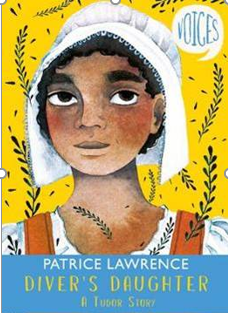 VOICES
PATRICE LAWRENCE
DIVER'S DAUGHTER
A TUDOR STORY